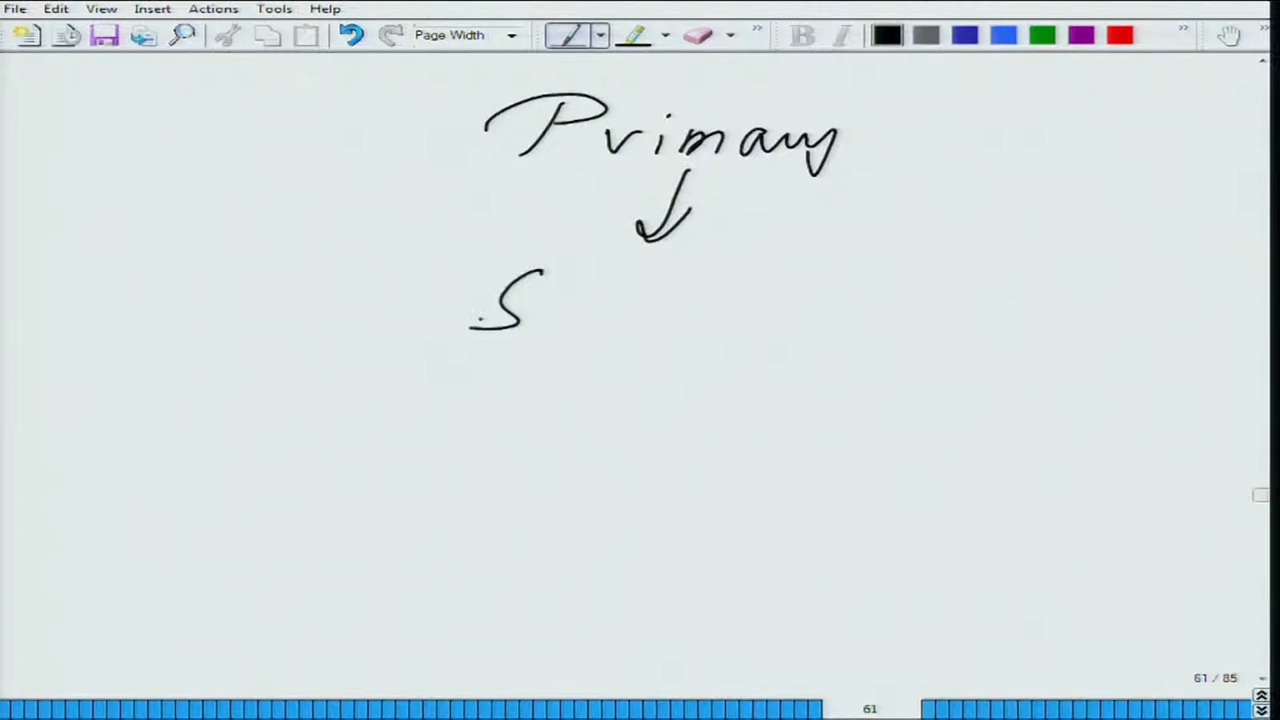 File Edit View Insert Actions Tools Help
Page Width B I
Primary
S
61 / 85
61